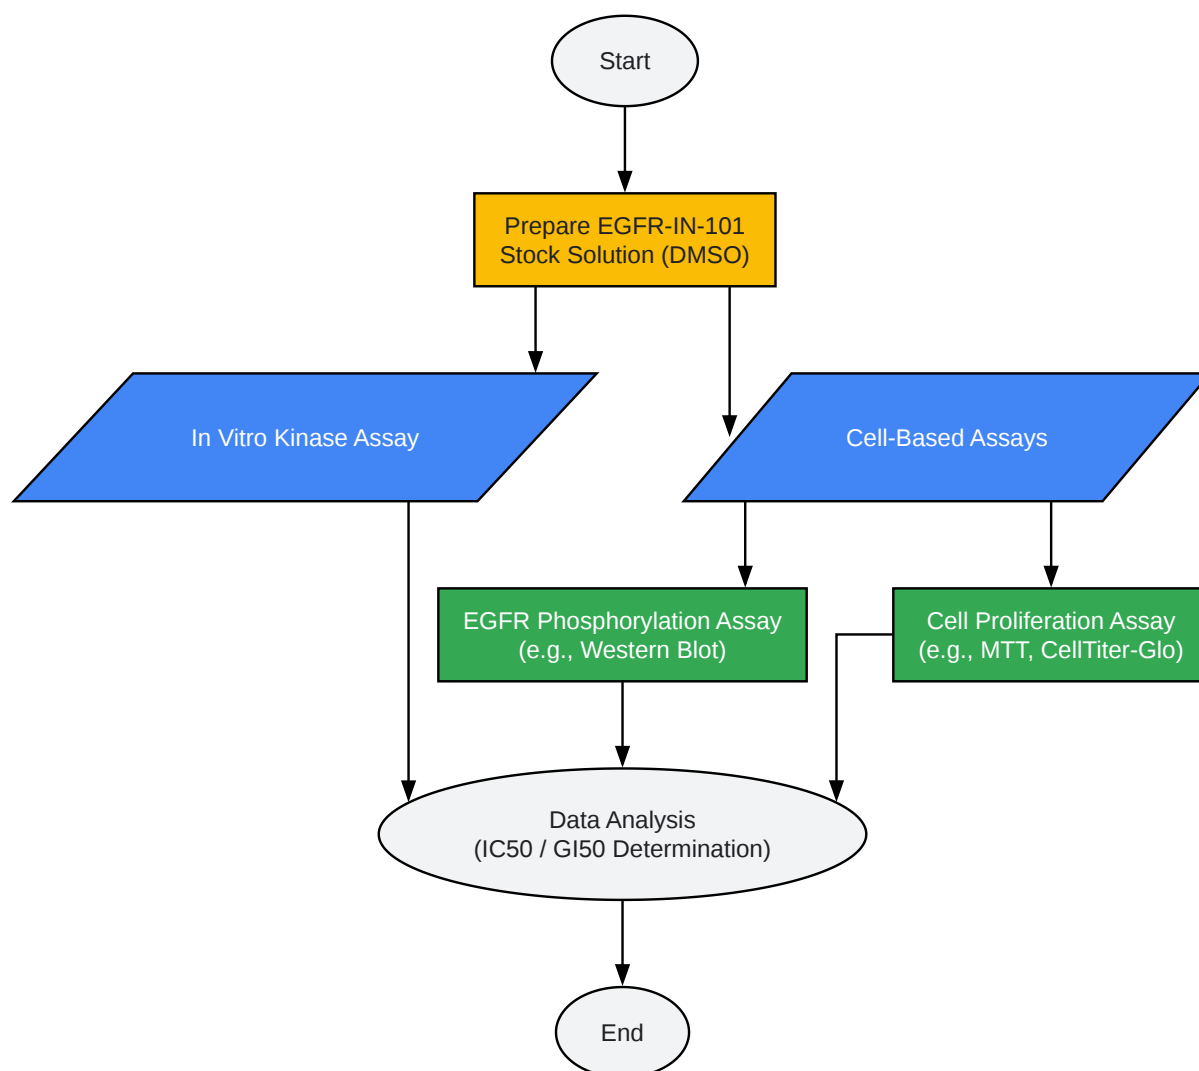 Start
Prepare EGFR-IN-101
Stock Solution (DMSO)
In Vitro Kinase Assay
Cell-Based Assays
EGFR Phosphorylation Assay
(e.g., Western Blot)
Cell Proliferation Assay
(e.g., MTT, CellTiter-Glo)
Data Analysis
(IC50 / GI50 Determination)
End